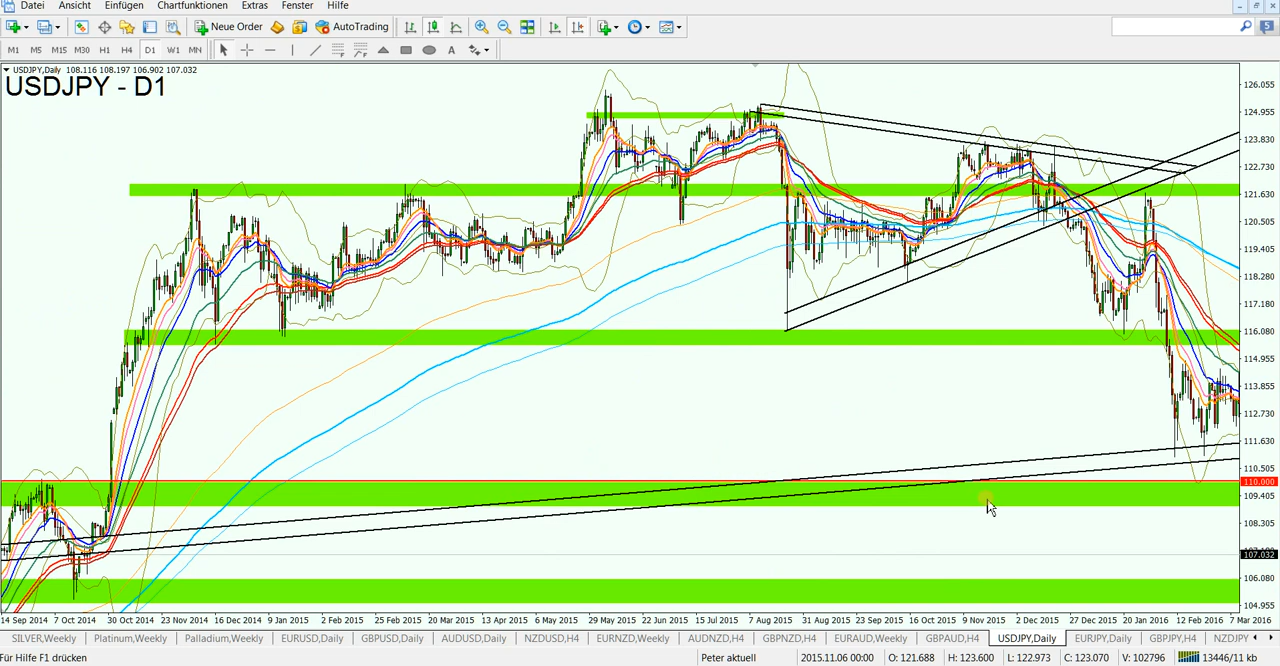 Datei Ansicht Einfügen Chartfunktionen Extras Fenster Hilfe
Neue Order AutoTrading 5
M1 M5 M15 M30 H1 H4 D1 W1 MN A
USDJPY,Daily 108.116 108.197 106.902 107.032
USDJPY - D1
126.055
124.955
123.830
122.730
121.630
120.505
119.405
118.280
117.180
116.080
114.955
113.855
112.730
111.630
110.505
110.000
109.405
108.305
107.032
106.080
104.955
14 Sep 2014 7 Oct 2014 30 Oct 2014 23 Nov 2014 16 Dec 2014 9 Jan 2015 2 Feb 2015 25 Feb 2015 20 Mar 2015 13 Apr 2015 6 May 2015 29 May 2015 22 Jun 2015 15 Jul 2015 7 Aug 2015 31 Aug 2015 23 Sep 2015 16 Oct 2015 9 Nov 2015 2 Dec 2015 27 Dec 2015 20 Jan 2016 12 Feb 2016 7 Mar 2016
SILVER,Weekly Platinum,Weekly Palladium,Weekly EURUSD,Daily GBPUSD,Daily AUDUSD,Daily NZDUSD,H4 EURNZD,Weekly AUDNZD,H4 GBPNZD,H4 EURAUD,Weekly GBPAUD,H4 USDJPY,Daily EURJPY,Daily GBPJPY,H4 NZDJPY
Für Hilfe F1 drücken Peter aktuell 2015.11.06 00:00 O: 121.688 H: 123.600 L: 122.973 C: 123.070 V: 102796 13446/11 kb